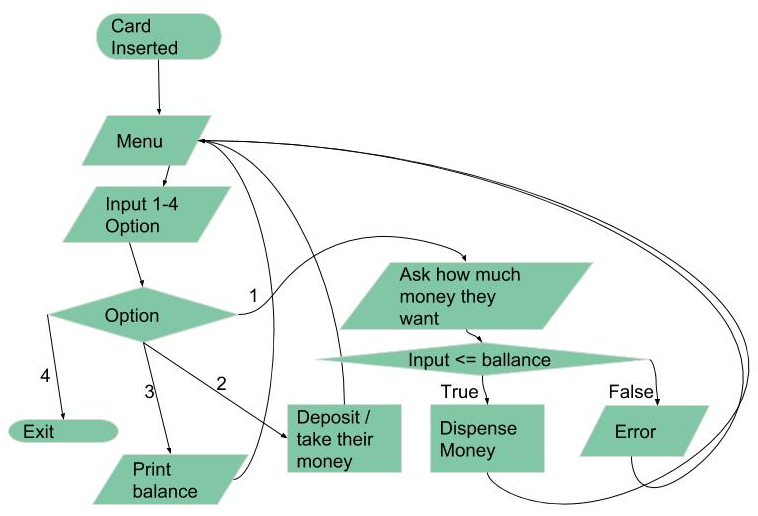 Card
Inserted
Menu
Input 1-4
Option
Option
1
2
3
4
Exit
Print
balance
Deposit /
take their
money
Ask how much
money they
want
Input <= ballance
True
False
Dispense
Money
Error